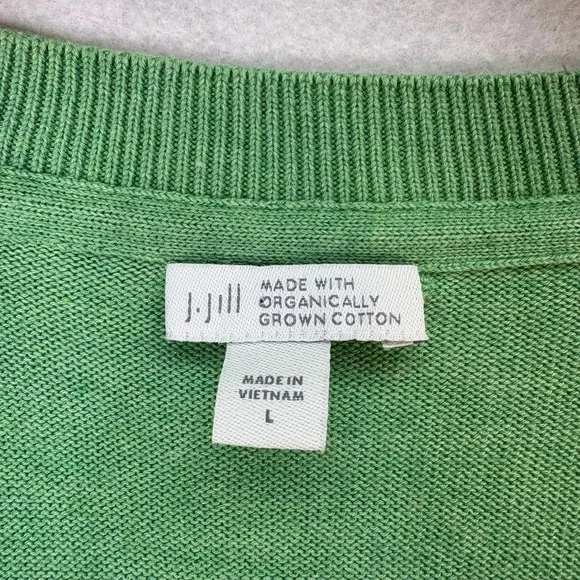 J.Jill
MADE WITH
ORGANICALLY
GROWN COTTON
MADE IN
VIETNAM
L